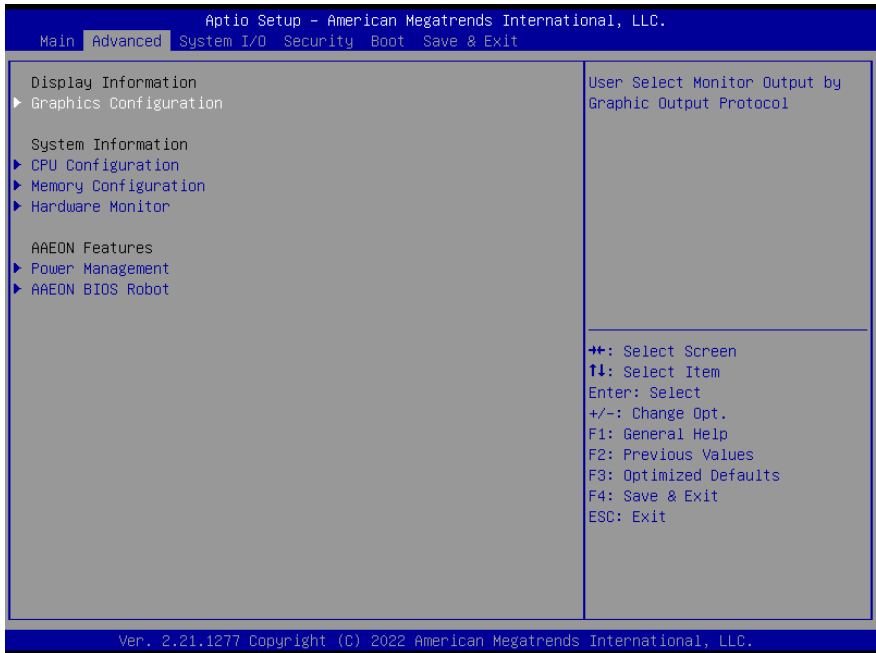 Aptio Setup – American Megatrends International, LLC.
Main Advanced System I/O Security Boot Save & Exit
Display Information
Graphics Configuration
System Information
CPU Configuration
Memory Configuration
Hardware Monitor
AAEON Features
Power Management
AAEON BIOS Robot
User Select Monitor Output by
Graphic Output Protocol
→←: Select Screen
↑↓: Select Item
Enter: Select
+/-: Change Opt.
F1: General Help
F2: Previous Values
F3: Optimized Defaults
F4: Save & Exit
ESC: Exit
Ver. 2.21.1277 Copyright (C) 2022 American Megatrends International, LLC.